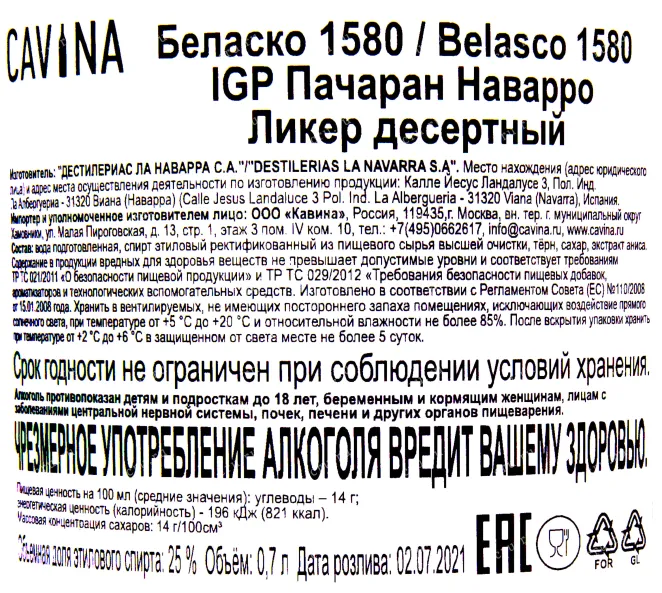 CAVINA
Беласко 1580 / Belasco 1580
IGP Пачаран Наварро
Ликер десертный
Изготовитель: "ДЕСТИЛЕРИАС ЛА НАВАРРА С.А."/"DESTILERIAS LA NAVARRA S.A". Место нахождения (адрес юридического
лица) и адрес места осуществления деятельности по изготовлению продукции: Калле Йесус Ландалусе 3, Пол. Инд.
Ла Албергуериа - 31320 Виана (Наварра) (Calle Jesus Landaluce 3 Pol. Ind. La Albergueria - 31320 Viana (Navarra), Испания.
Импортер и уполномоченное изготовителем лицо: ООО «Кавина», Россия, 119435,г. Москва, вн. тер. г. муниципальный округ
Хамовники, ул. Малая Пироговская, д. 13, стр. 1, этаж 3 пом. IV ком. 10, тел.: +7(495)0662617, info@cavina.ru, www.cavina.ru
Состав: вода подготовленная, спирт этиловый ректификованный из пищевого сырья высшей очистки, тёрн, сахар, экстракт аниса.
Содержание в продукции вредных для здоровья веществ не превышает допустимые уровни и соответствует требованиям
ТР ТС 021/2011 «О безопасности пищевой продукции» и ТР ТС 029/2012 «Требования безопасности пищевых добавок,
ароматизаторов и технологических вспомогательных средств. Изготовлено в соответствии с Регламентом Совета (ЕС) №110/2008
от 15.01.2008 года. Хранить в вентилируемых, не имеющих постороннего запаха помещениях, исключающих воздействие прямого
солнечного света, при температуре от +5 °C до +20 °C и относительной влажности не более 85%. После вскрытия упаковки хранить
при температуре от +2 °C до +6 °C в защищенном от света месте не более 5 суток.
Срок годности не ограничен при соблюдении условий хранения.
Алкоголь противопоказан детям и подросткам до 18 лет, беременным и кормящим женщинам, лицам с
заболеваниями центральной нервной системы, почек, печени и других органов пищеварения.
ЧРЕЗМЕРНОЕ УПОТРЕБЛЕНИЕ АЛКОГОЛЯ ВРЕДИТ ВАШЕМУ ЗДОРОВЬЮ.
Пищевая ценность на 100 мл (средние значения): углеводы – 14 г;
энергетическая ценность (калорийность) - 196 кДж (821 ккал).
Массовая концентрация сахаров: 14 г/100см³
Объемная доля этилового спирта: 25 % Объём: 0,7 л Дата розлива: 02.07.2021
EAC
FOR
GL